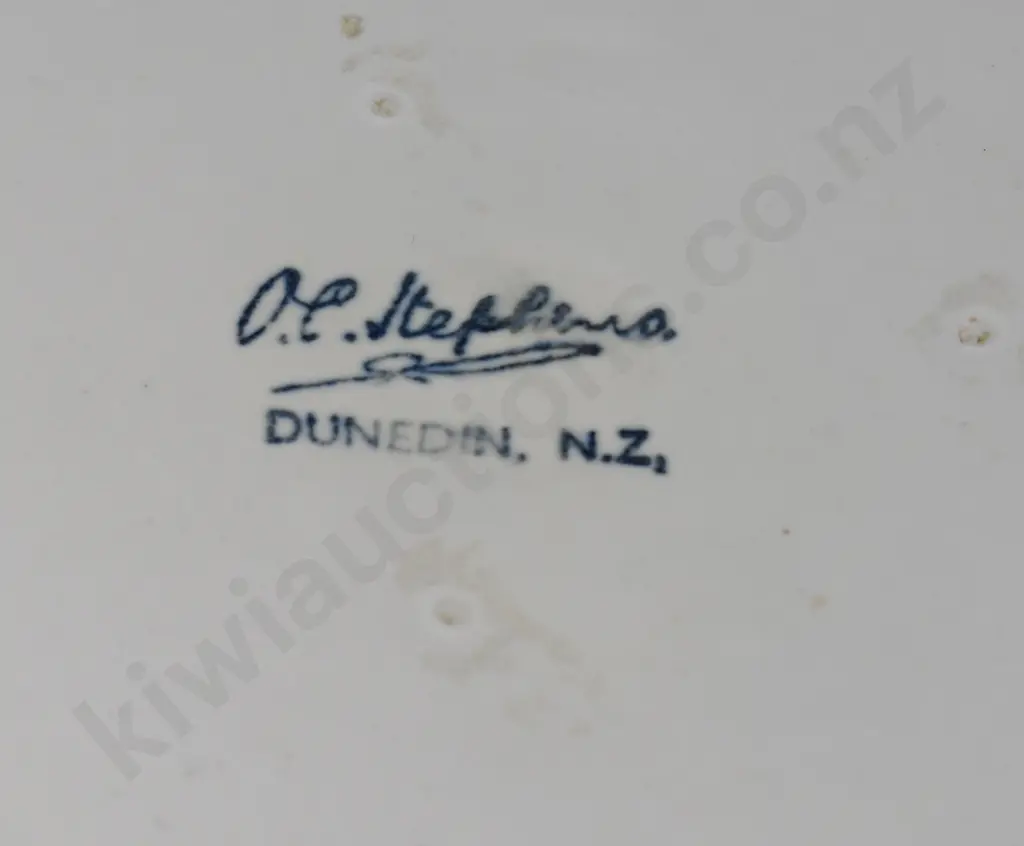 O.C. Stephens.
DUNEDIN, N.Z.
kiwiauctions.co.nz